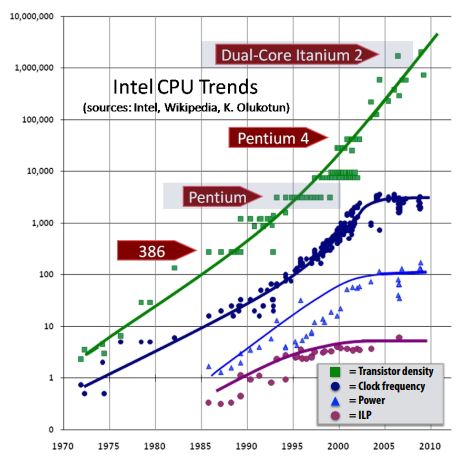 10,000,000
1,000,000
100,000
10,000
1,000
100
10
1
0
Dual-Core Itanium 2
Intel CPU Trends
(sources: Intel, Wikipedia, K. Olukotun)
Pentium 4
Pentium
386
= Transistor density
= Clock frequency
= Power
= ILP
1970 1975 1980 1985 1990 1995 2000 2005 2010